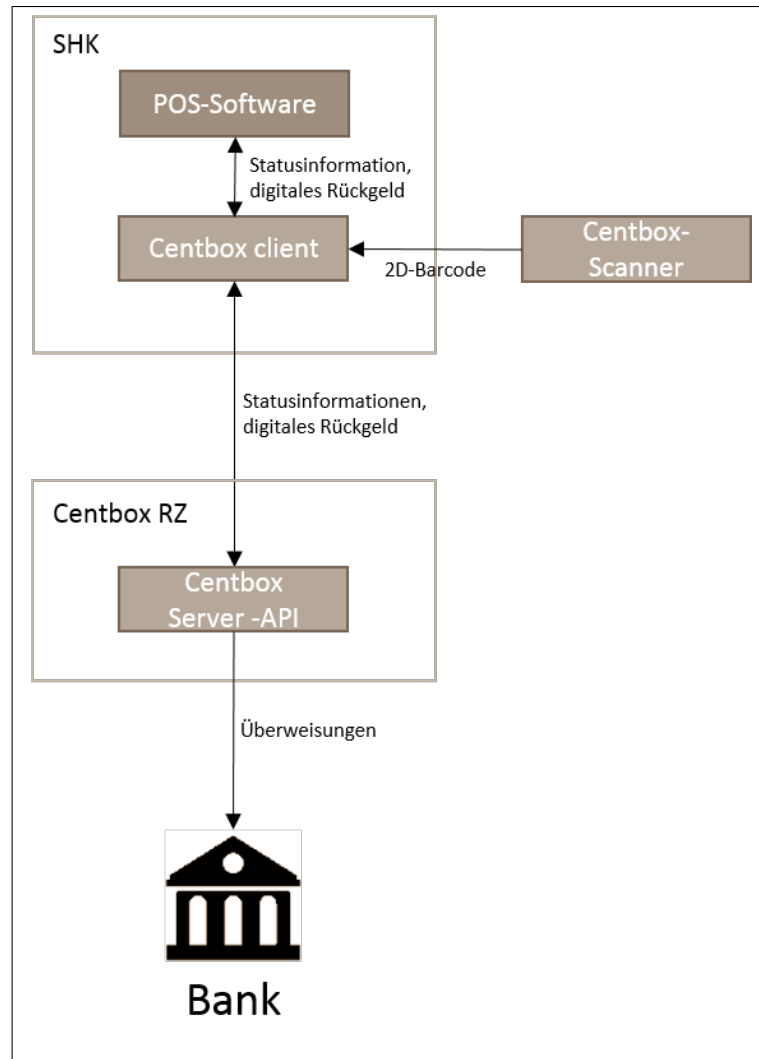 SHK
POS-Software
Statusinformation,
digitales Rückgeld
Centbox client
2D-Barcode
Centbox-
Scanner
Statusinformationen,
digitales Rückgeld
Centbox RZ
Centbox
Server -API
Überweisungen
Bank